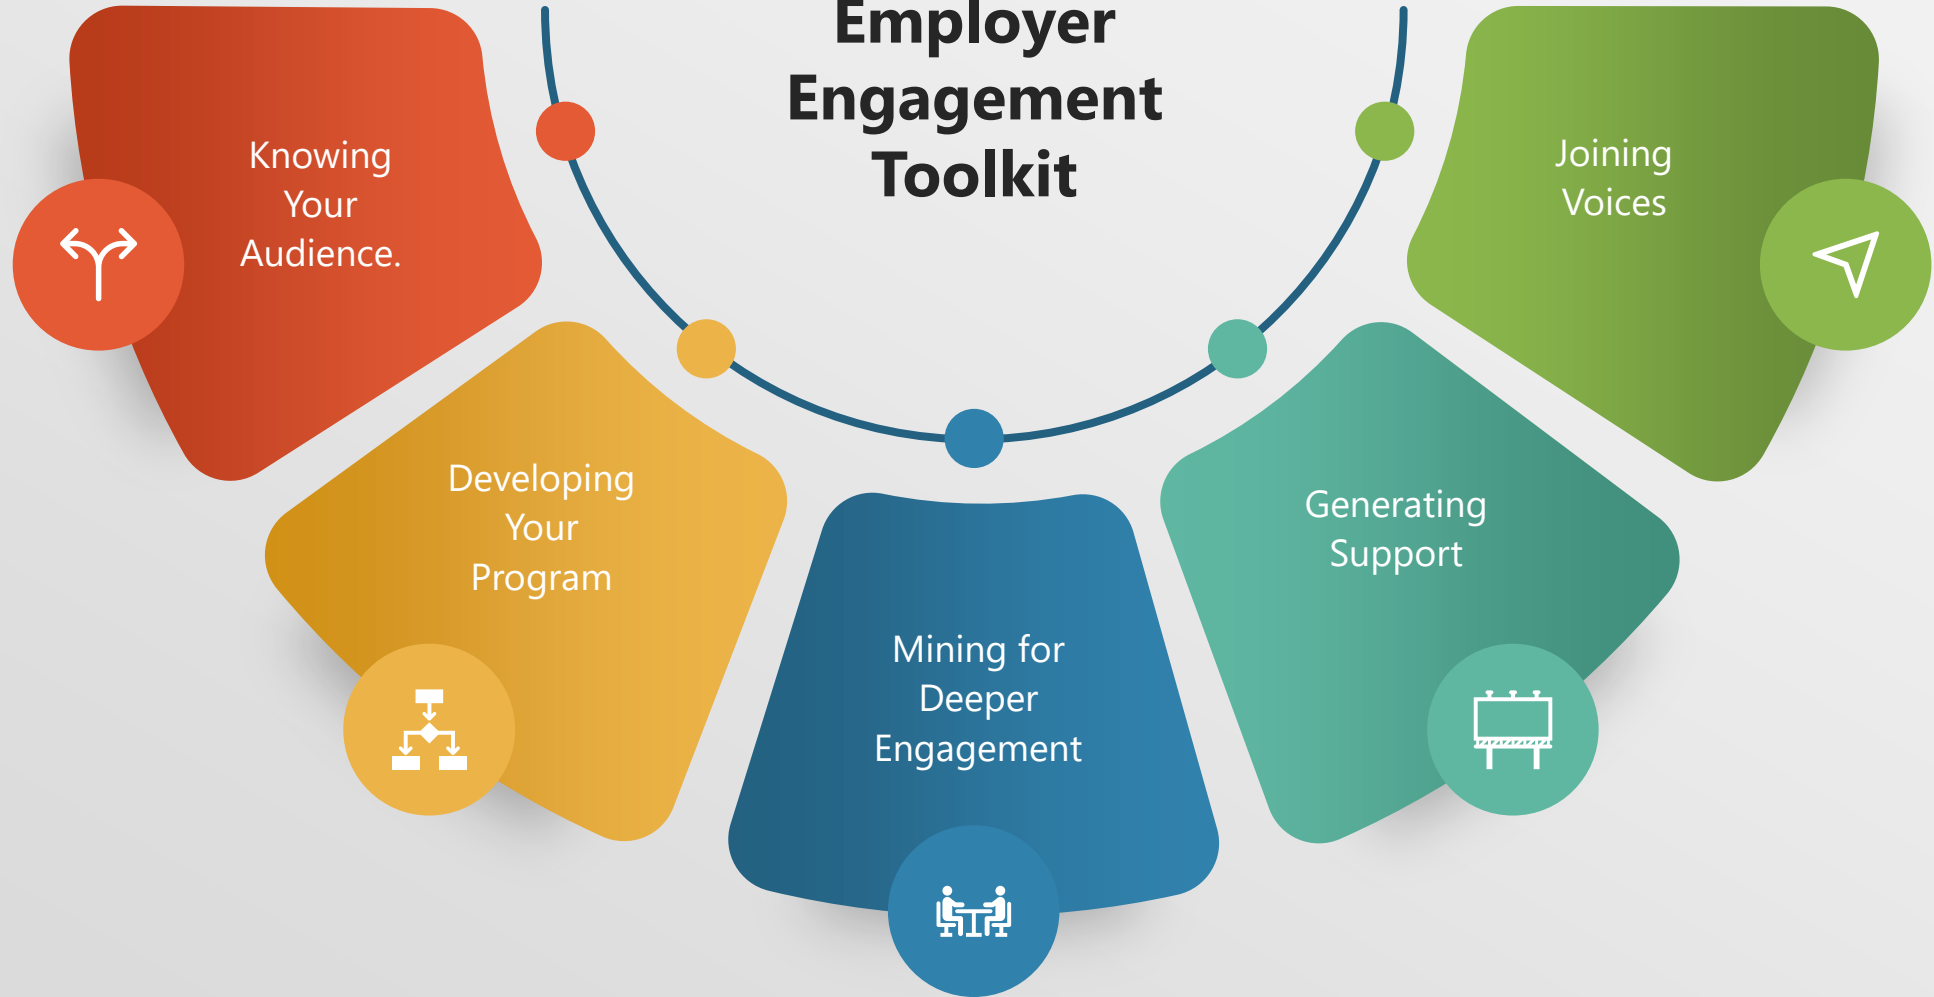 Employer
Engagement
Toolkit
Knowing
Your
Audience.
Developing
Your
Program
Mining for
Deeper
Engagement
Generating
Support
Joining
Voices